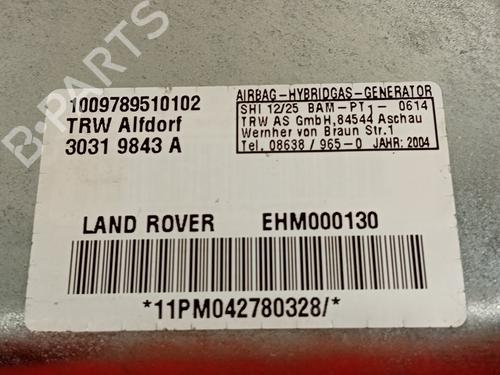 B-PARTS
1009789510102
TRW Alfdorf
3031 9843 A
AIRBAG-HYBRIDGAS-GENERATOR
SHI 12/25 BAM-PT1- 0614
TRW AS GmbH,84544 Aschau
Wernher von Braun Str.1
Tel. 08638/965-0 JAHR: 2004
LAND ROVER EHM000130
*11PM042780328/*